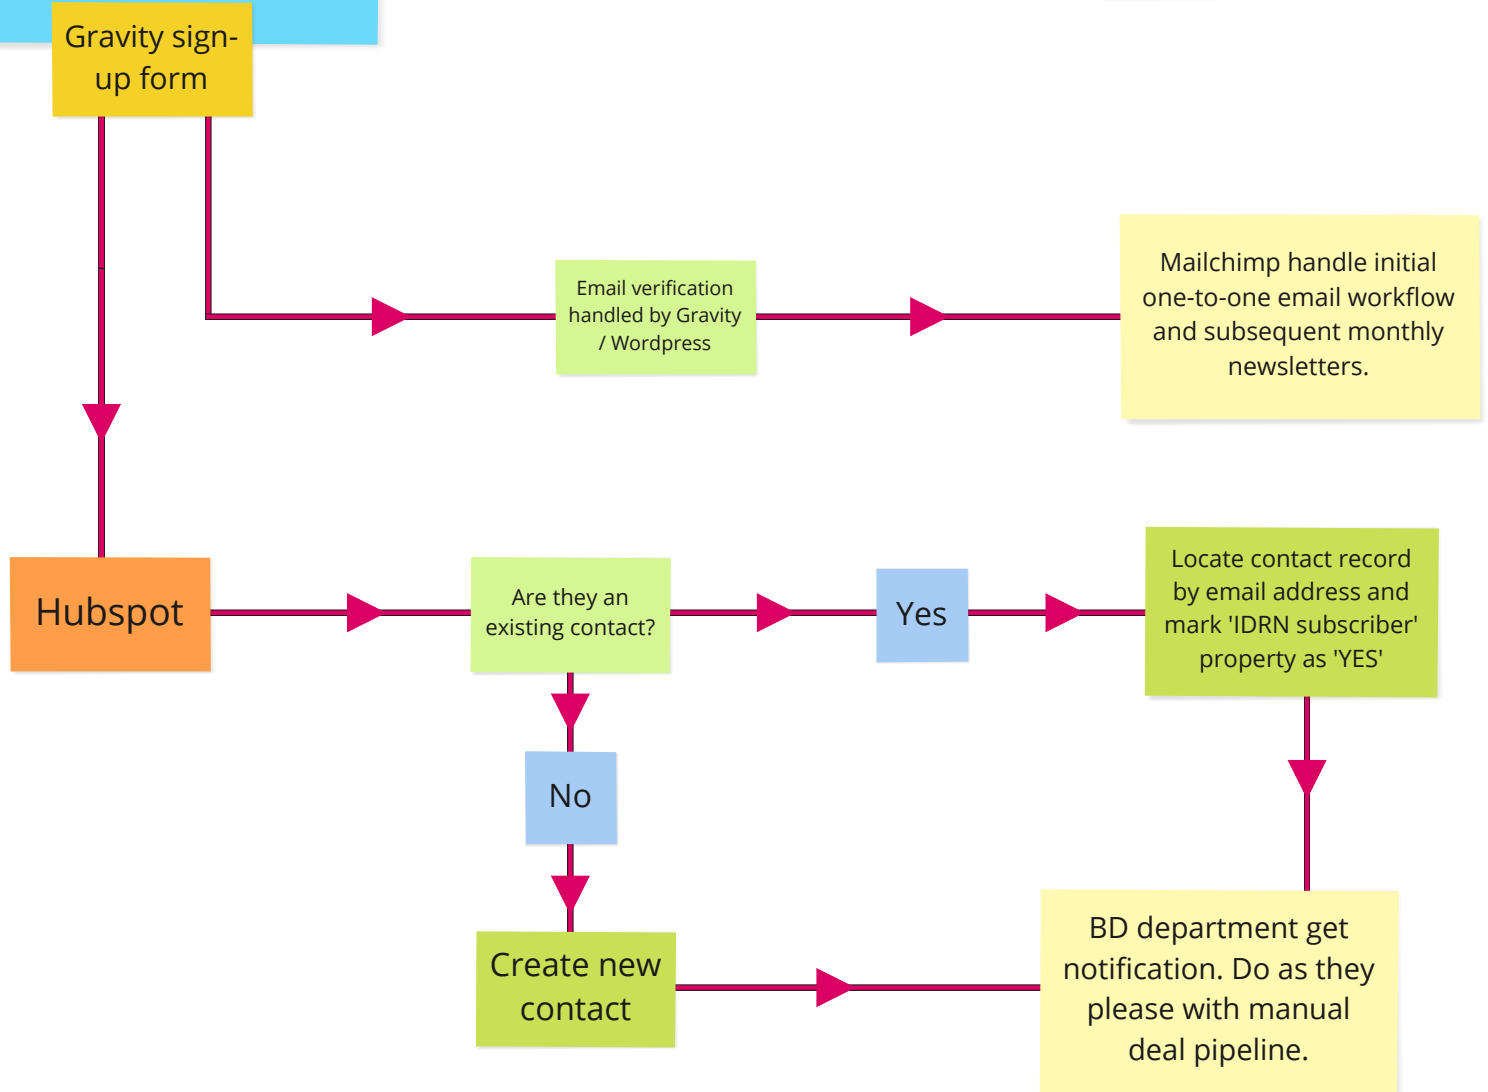 Gravity sign-
up form
Email verification
handled by Gravity
/ Wordpress
Mailchimp handle initial
one-to-one email workflow
and subsequent monthly
newsletters.
Hubspot
Are they an
existing contact?
Yes
Locate contact record
by email address and
mark 'IDRN subscriber'
property as 'YES'
No
Create new
contact
BD department get
notification. Do as they
please with manual
deal pipeline.